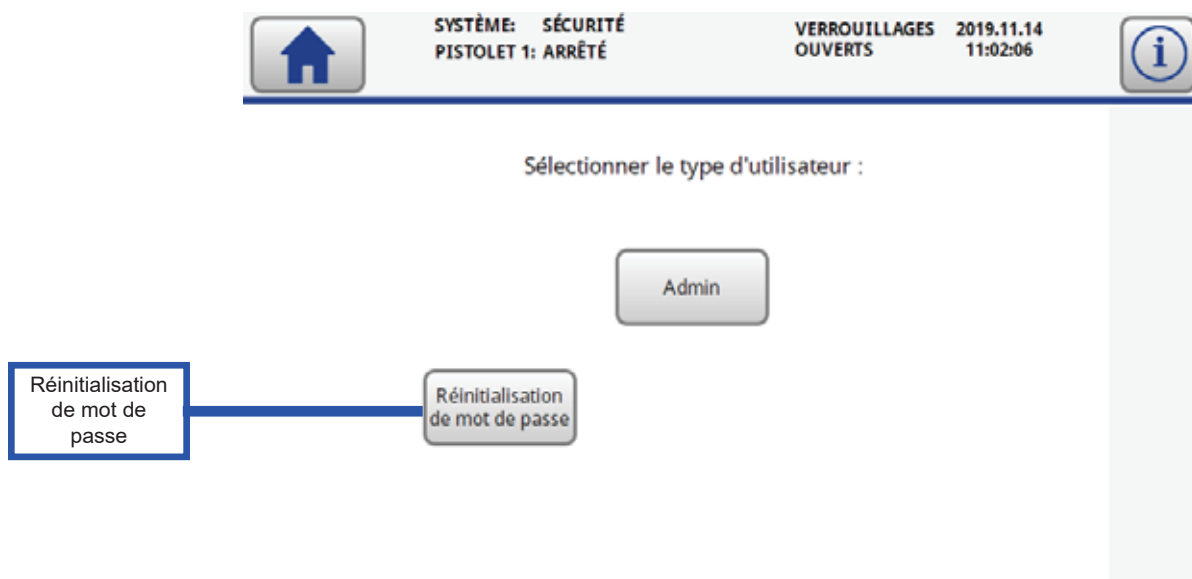 SYSTÈME: SÉCURITÉ
PISTOLET 1: ARRÊTÉ
VERROUILLAGES
OUVERTS
2019.11.14
11:02:06
i
Sélectionner le type d'utilisateur :
Admin
Réinitialisation
de mot de
passe
Réinitialisation
de mot de passe